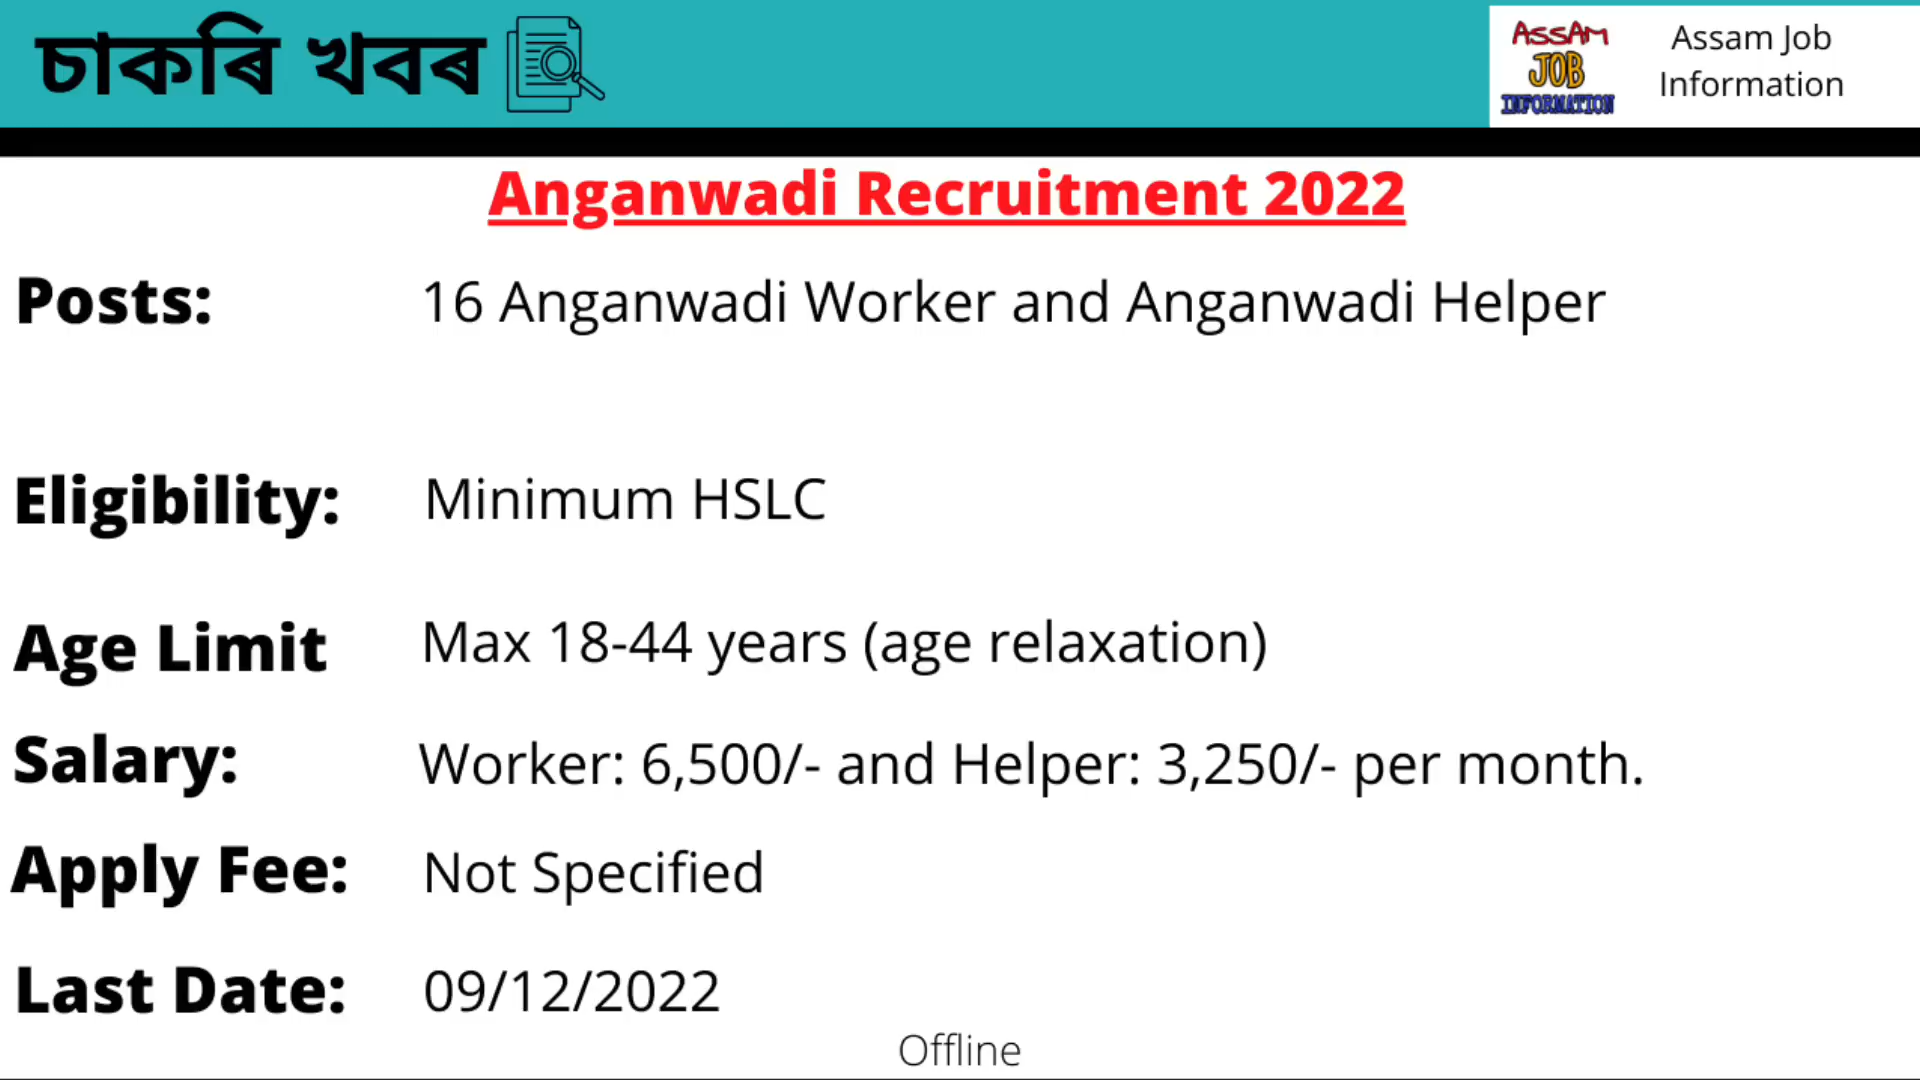 চাকৰি খবৰ
ASSAM
JOB
INFORMATION
Assam Job
Information
Anganwadi Recruitment 2022
Posts: 16 Anganwadi Worker and Anganwadi Helper
Eligibility: Minimum HSLC
Age Limit Max 18-44 years (age relaxation)
Salary: Worker: 6,500/- and Helper: 3,250/- per month.
Apply Fee: Not Specified
Last Date: 09/12/2022
Offline